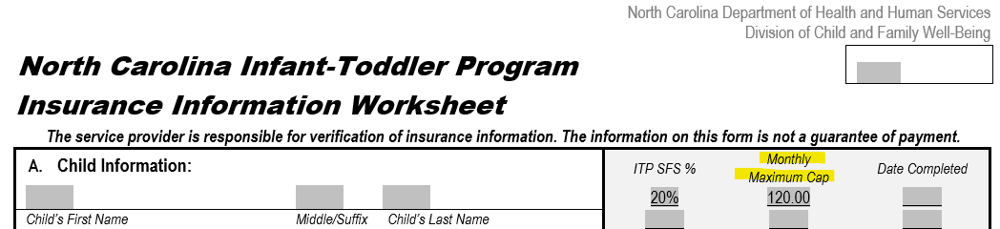 North Carolina Department of Health and Human Services
Division of Child and Family Well-Being
North Carolina Infant-Toddler Program
Insurance Information Worksheet
The service provider is responsible for verification of insurance information. The information on this form is not a guarantee of payment.
A. Child Information:
ITP SFS %
Monthly
Maximum Cap
Date Completed
20%
120.00
Child's First Name
Middle/Suffix
Child's Last Name